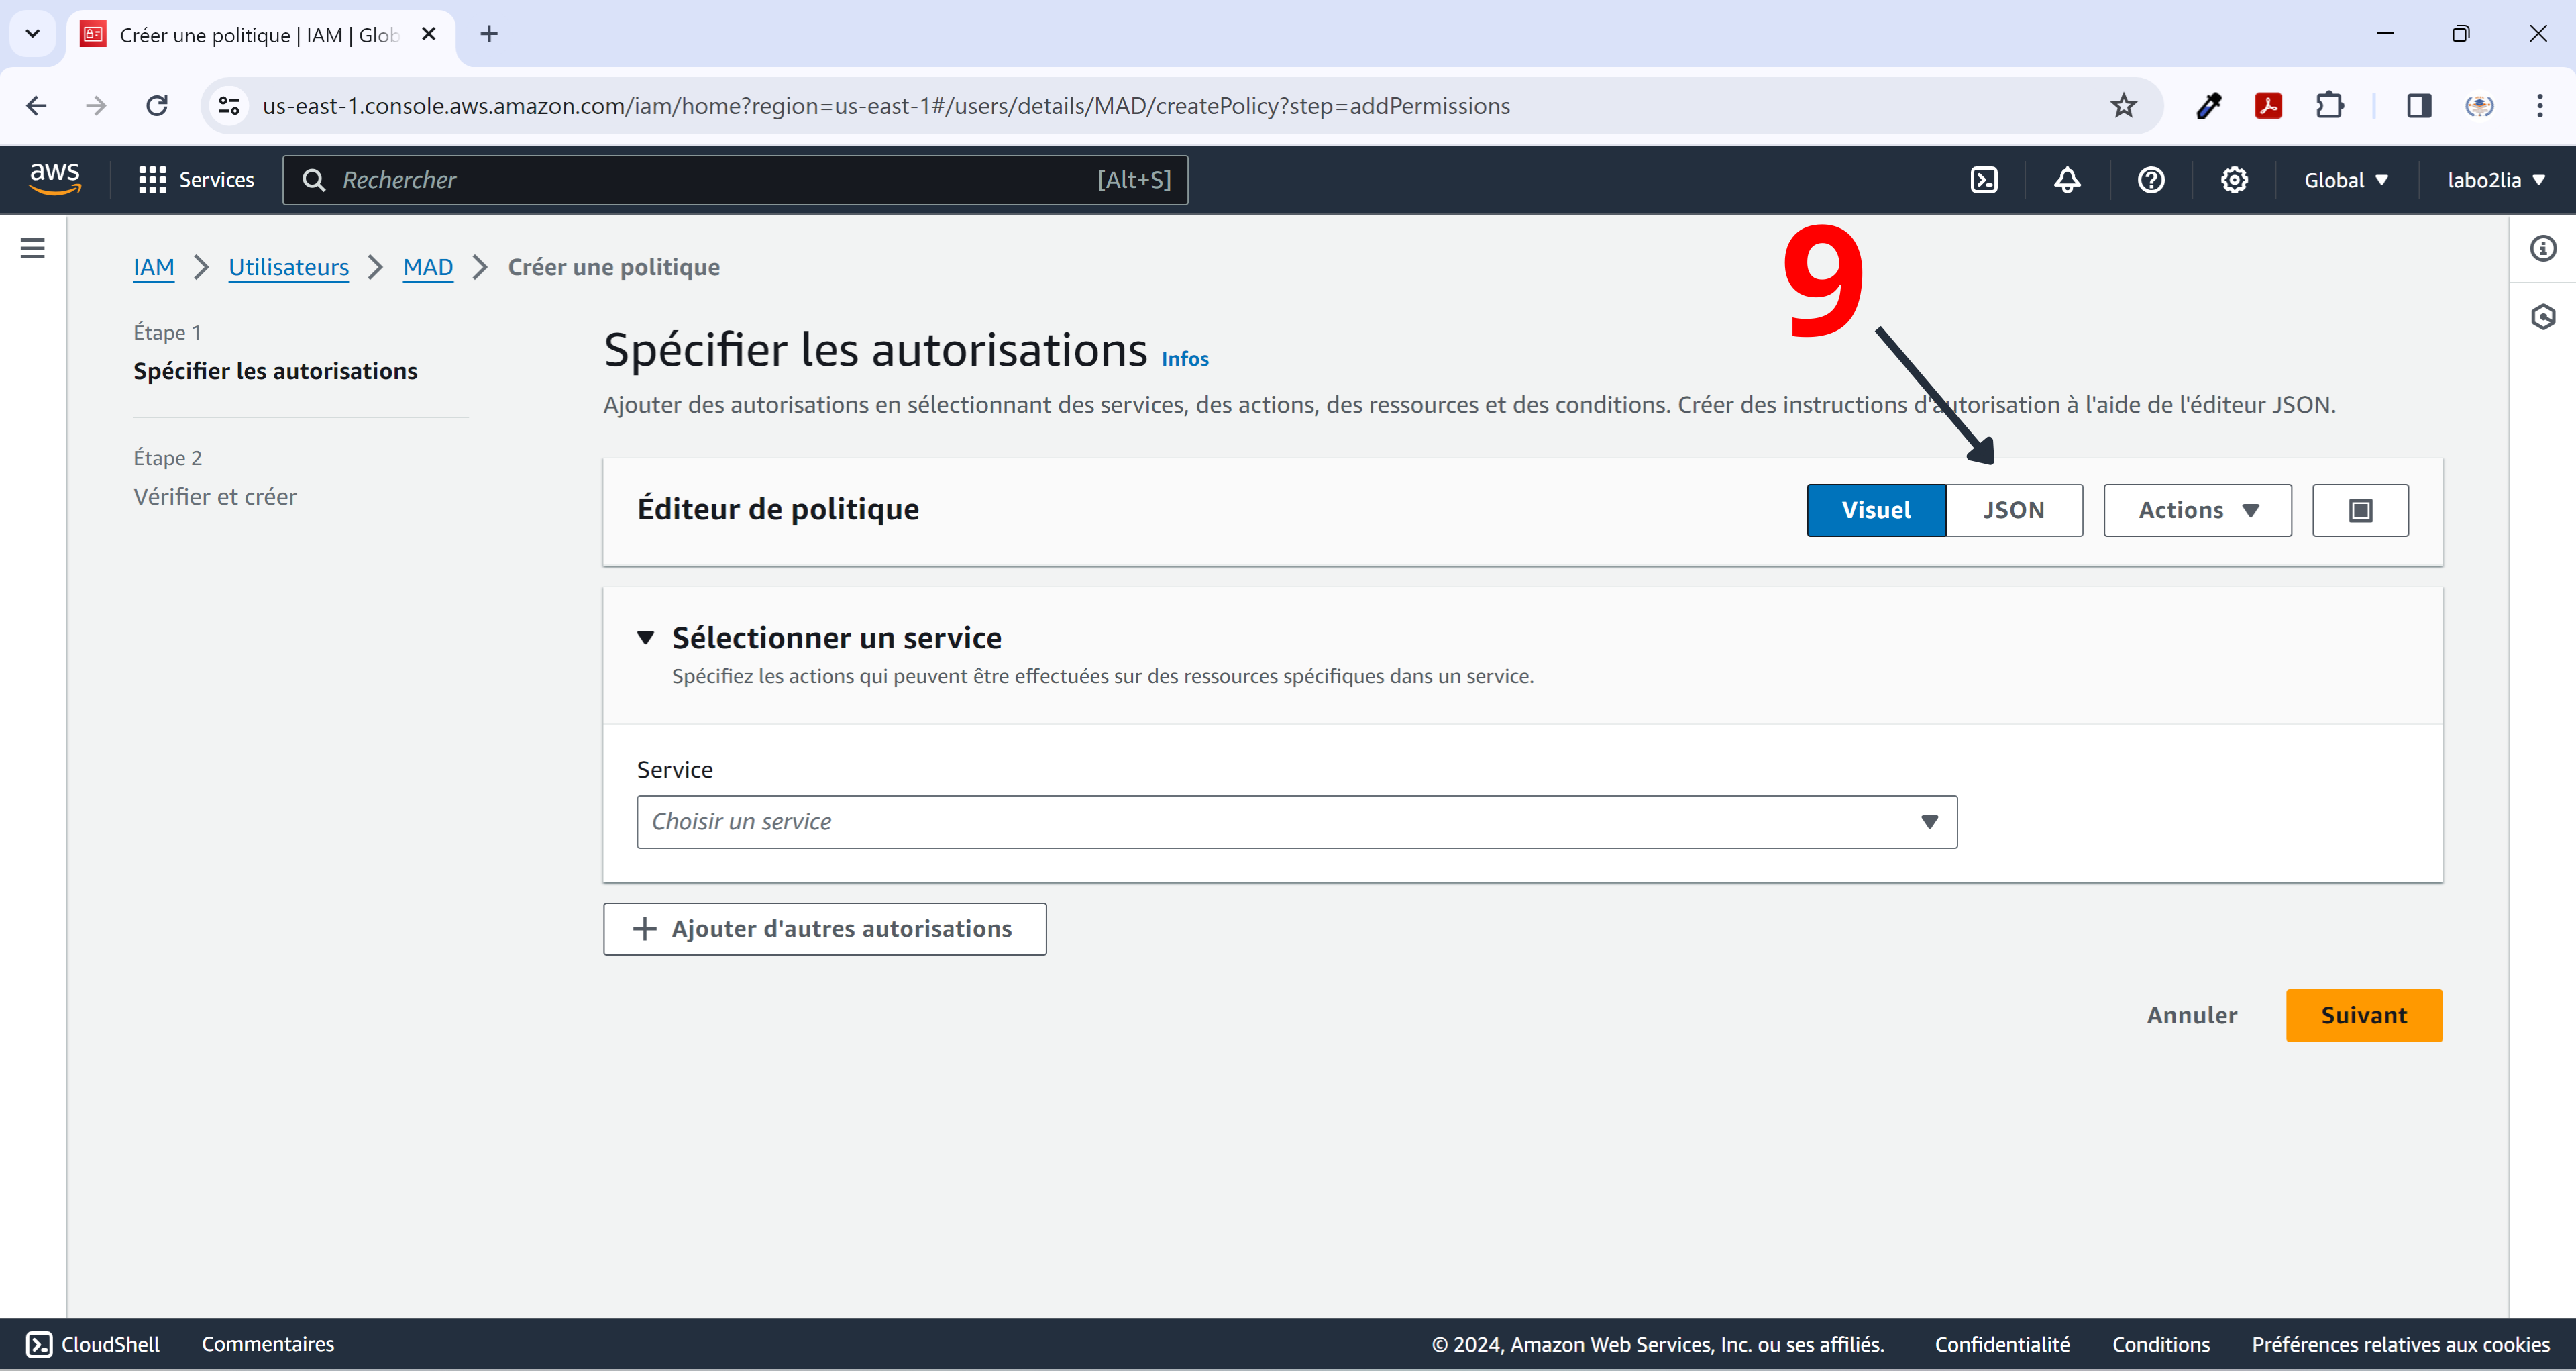 Créer une politique | IAM | Glob
us-east-1.console.aws.amazon.com/iam/home?region=us-east-1#/users/details/MAD/createPolicy?step=addPermissions
aws
Services
Rechercher
[Alt+S]
Global
labo2lia
9
IAM
Utilisateurs
MAD
Créer une politique
Étape 1
Spécifier les autorisations
Étape 2
Vérifier et créer
Spécifier les autorisations Infos
Ajouter des autorisations en sélectionnant des services, des actions, des ressources et des conditions. Créer des instructions d'autorisation à l'aide de l'éditeur JSON.
Éditeur de politique
Visuel
JSON
Actions
Sélectionner un service
Spécifiez les actions qui peuvent être effectuées sur des ressources spécifiques dans un service.
Service
Choisir un service
Ajouter d'autres autorisations
Annuler
Suivant
CloudShell
Commentaires
© 2024, Amazon Web Services, Inc. ou ses affiliés.
Confidentialité
Conditions
Préférences relatives aux cookies